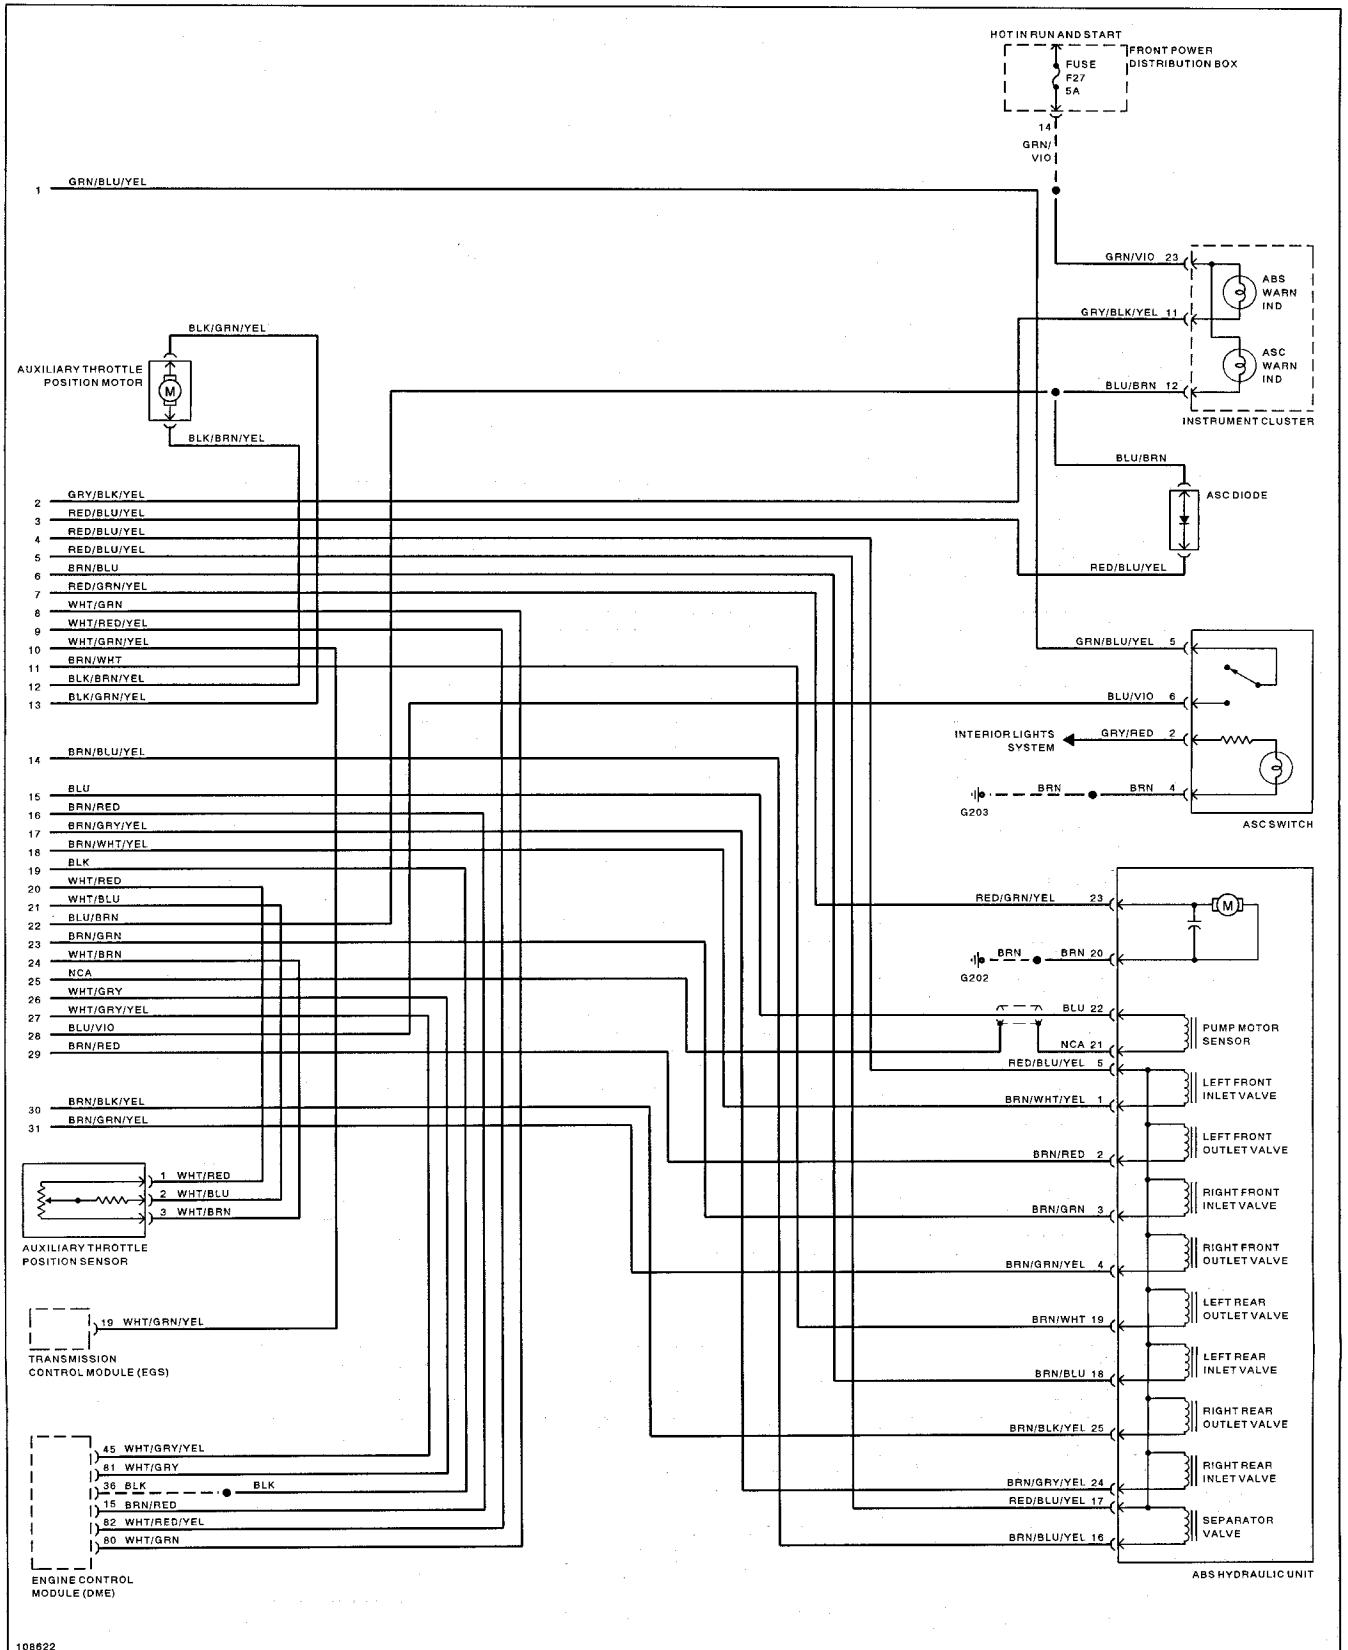 HOT IN RUN AND START
FRONT POWER
DISTRIBUTION BOX
FUSE
F27
5A
14
GRN/
VIO
1 GRN/BLU/YEL
GRN/VIO 23
ABS
WARN
IND
GRY/BLK/YEL 11
ASC
WARN
IND
BLU/BRN 12
INSTRUMENT CLUSTER
BLK/GRN/YEL
AUXILIARY THROTTLE
POSITION MOTOR
M
BLK/BRN/YEL
BLU/BRN
ASC DIODE
RED/BLU/YEL
2 GRY/BLK/YEL
3 RED/BLU/YEL
4 RED/BLU/YEL
5 RED/BLU/YEL
6 BRN/BLU
7 RED/GRN/YEL
8 WHT/GRN
9 WHT/RED/YEL
10 WHT/GRN/YEL
11 BRN/WHT
12 BLK/BRN/YEL
13 BLK/GRN/YEL
14 BRN/BLU/YEL
15 BLU
16 BRN/RED
17 BRN/GRY/YEL
18 BRN/WHT/YEL
19 BLK
20 WHT/RED
21 WHT/BLU
22 BLU/BRN
23 BRN/GRN
24 WHT/BRN
25 NCA
26 WHT/GRY
27 WHT/GRY/YEL
28 BLU/VIO
29 BRN/RED
30 BRN/BLK/YEL
31 BRN/GRN/YEL
GRN/BLU/YEL 5
BLU/VIO 6
INTERIOR LIGHTS
SYSTEM
GRY/RED 2
G203
BRN
BRN 4
ASC SWITCH
RED/GRN/YEL 23
M
G202
BRN
BRN 20
BLU 22
PUMP MOTOR
SENSOR
NCA 21
RED/BLU/YEL 5
LEFT FRONT
INLET VALVE
BRN/WHT/YEL 1
LEFT FRONT
OUTLET VALVE
BRN/RED 2
RIGHT FRONT
INLET VALVE
BRN/GRN 3
RIGHT FRONT
OUTLET VALVE
BRN/GRN/YEL 4
LEFT REAR
OUTLET VALVE
BRN/WHT 19
LEFT REAR
INLET VALVE
BRN/BLU 18
RIGHT REAR
OUTLET VALVE
BRN/BLK/YEL 25
RIGHT REAR
INLET VALVE
BRN/GRY/YEL 24
RED/BLU/YEL 17
SEPARATOR
VALVE
BRN/BLU/YEL 16
ABS HYDRAULIC UNIT
1 WHT/RED
2 WHT/BLU
3 WHT/BRN
AUXILIARY THROTTLE
POSITION SENSOR
19 WHT/GRN/YEL
TRANSMISSION
CONTROL MODULE (EGS)
45 WHT/GRY/YEL
81 WHT/GRY
36 BLK
BLK
15 BRN/RED
82 WHT/RED/YEL
80 WHT/GRN
ENGINE CONTROL
MODULE (DME)
108622